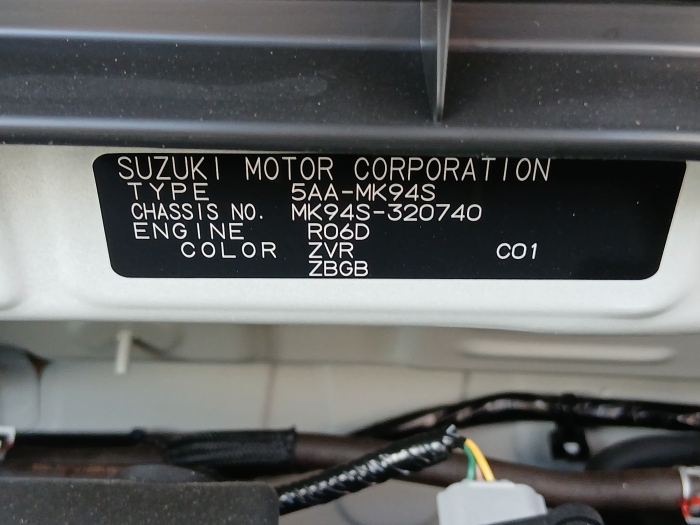 SUZUKI MOTOR CORPORATION
TYPE 5AA-MK94S
CHASSIS NO. MK94S-320740
ENGINE R06D
COLOR ZVR C01
ZBGB